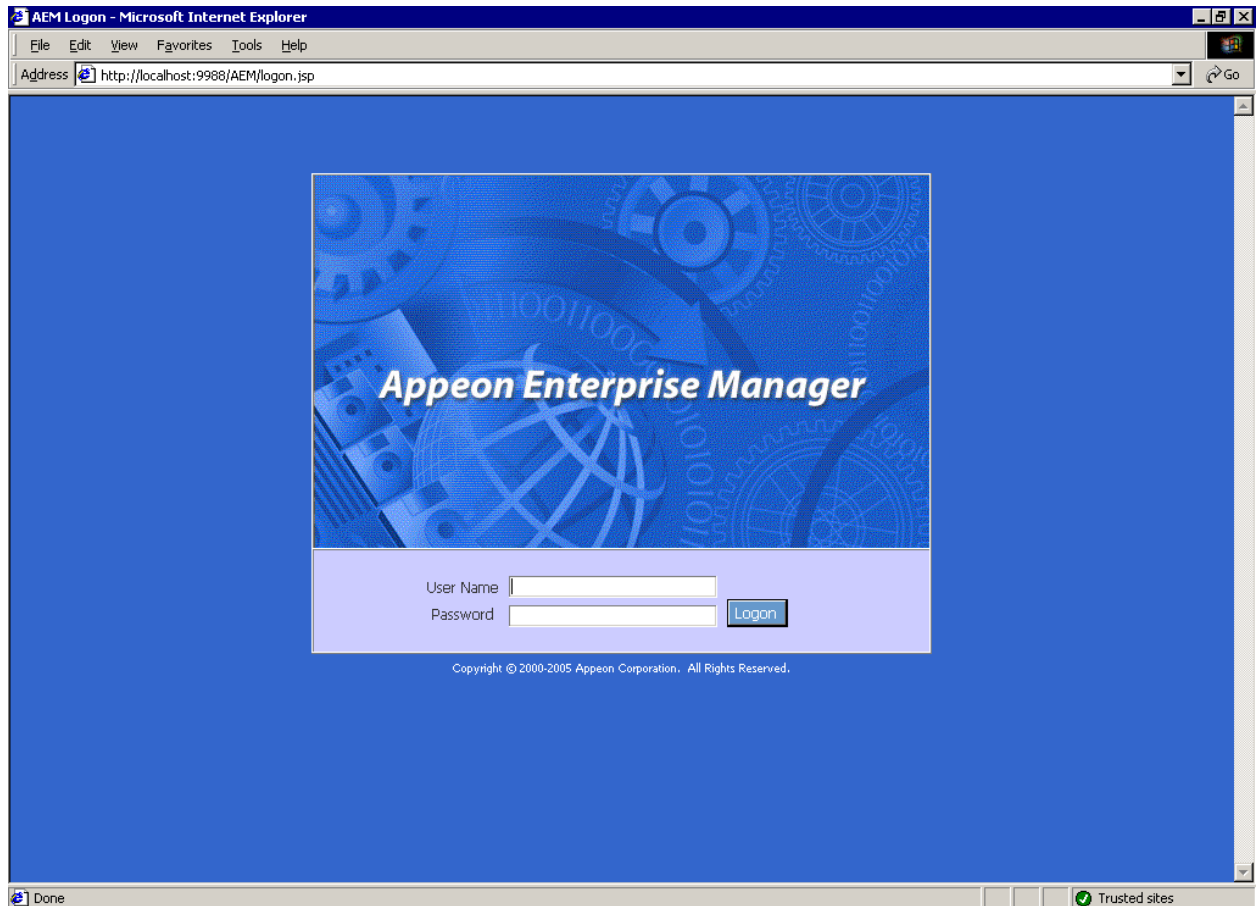 AEM Logon - Microsoft Internet Explorer
File Edit View Favorites Tools Help
Address http://localhost:9988/AEM/logon.jsp Go
Appeon Enterprise Manager
User Name
Password Logon
Copyright © 2000-2005 Appeon Corporation. All Rights Reserved.
Done Trusted sites